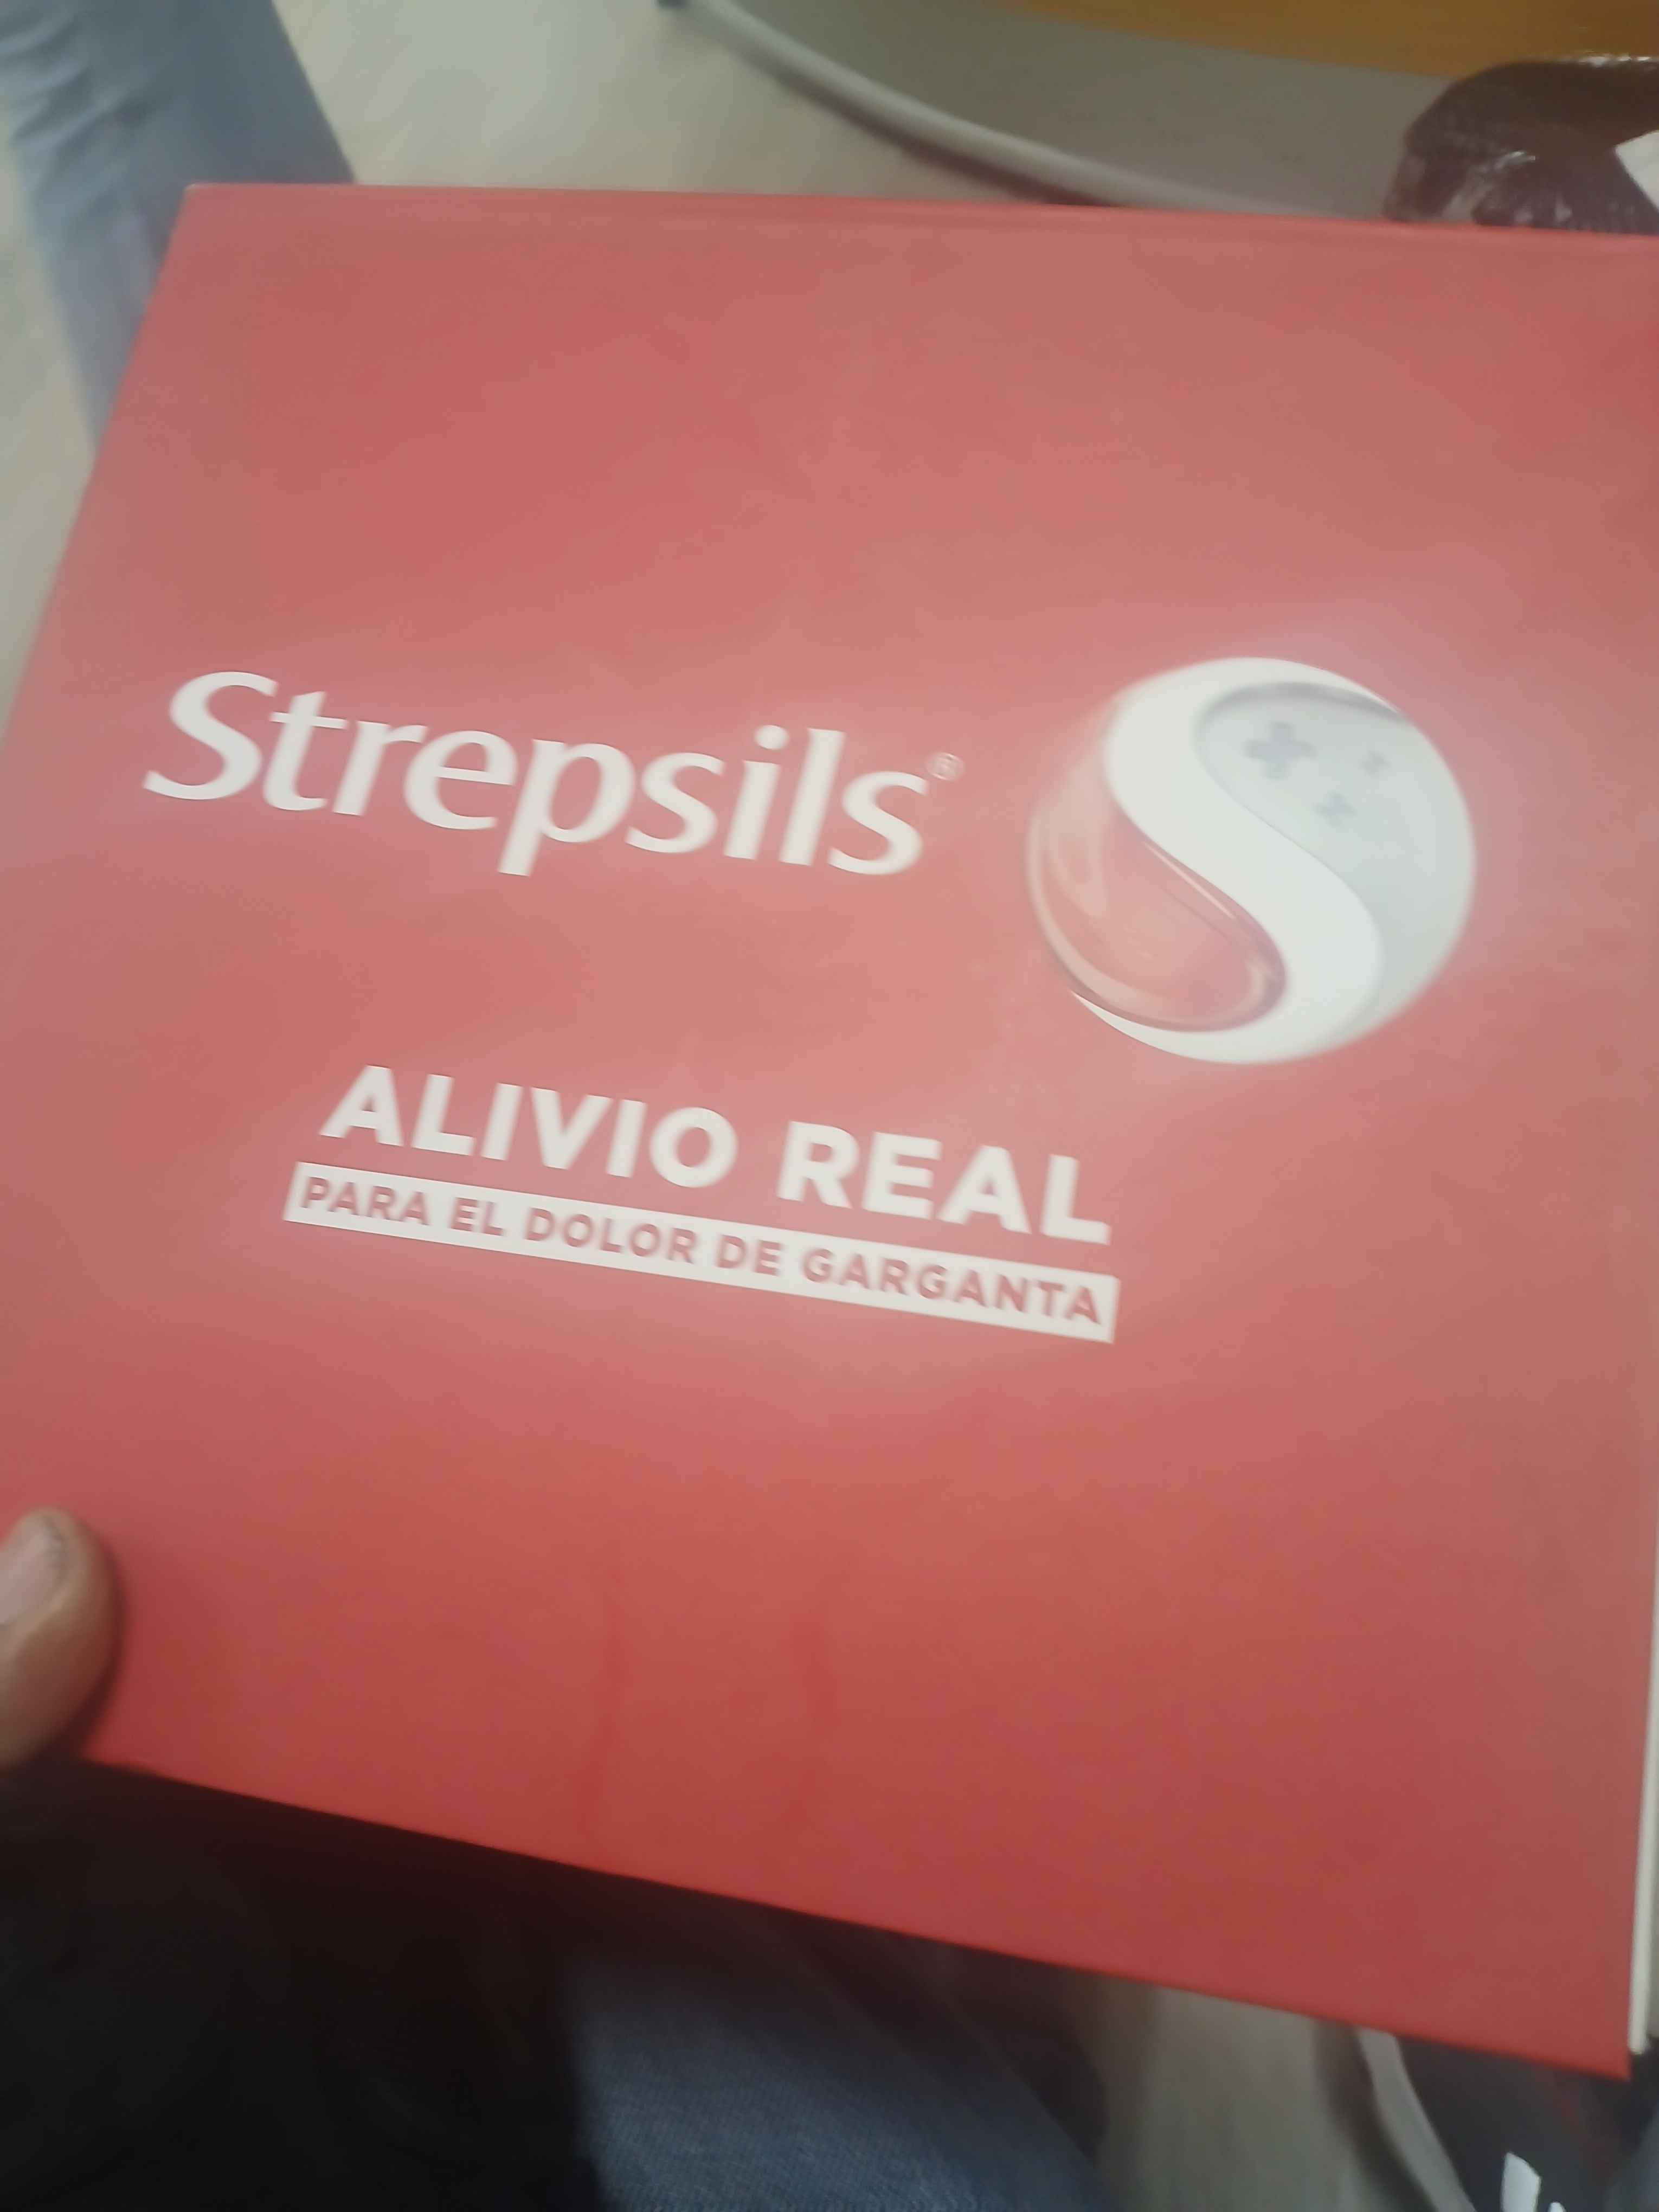 Strepsils®
ALIVIO REAL
PARA EL DOLOR DE GARGANTA